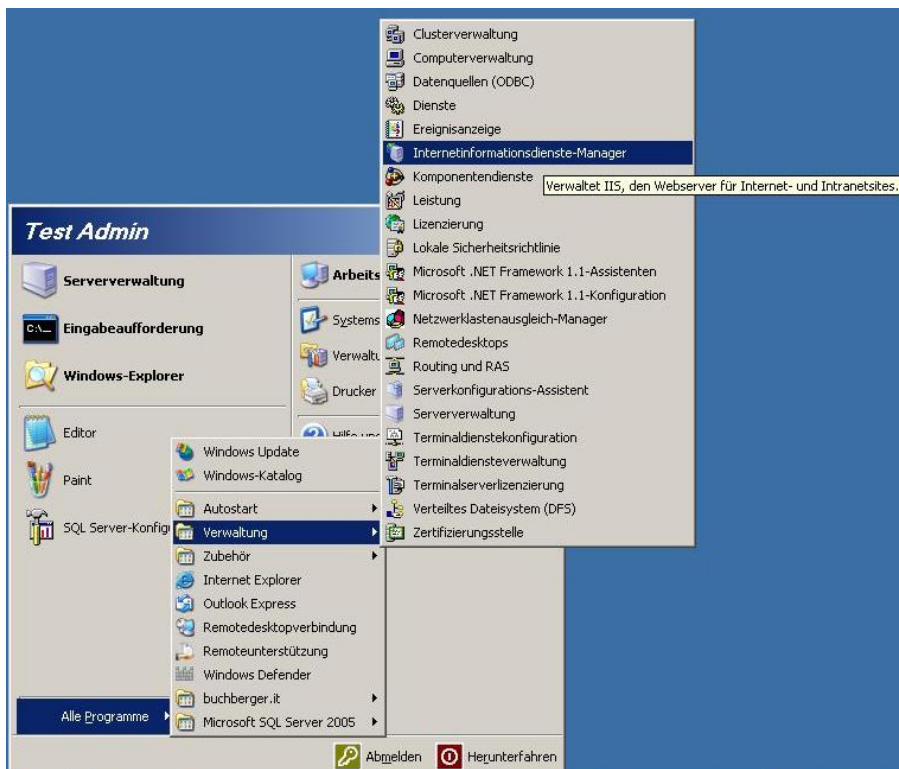 Clusterverwaltung
Computerverwaltung
Datenquellen (ODBC)
Dienste
Ereignisanzeige
Internetinformationsdienste-Manager
Komponentendienste
Verwaltet IIS, den Webserver für Internet- und Intranetsites.
Leistung
Lizenzierung
Lokale Sicherheitsrichtlinie
Microsoft .NET Framework 1.1-Assistenten
Microsoft .NET Framework 1.1-Konfiguration
Netzwerklastenausgleich-Manager
Remotedesktops
Routing und RAS
Serverkonfigurations-Assistent
Serververwaltung
Terminaldienstekonfiguration
Terminaldiensteverwaltung
Terminalserverlizenzierung
Verteiltes Dateisystem (DFS)
Zertifizierungsstelle
Test Admin
Serververwaltung
Eingabeaufforderung
Windows-Explorer
Editor
Paint
SQL Server-Konfigu
Arbeits
Systems
Verwaltu
Drucker
Windows Update
Windows-Katalog
Autostart
Verwaltung
Zubehör
Internet Explorer
Outlook Express
Remotedesktopverbindung
Remoteunterstützung
Windows Defender
buchberger.it
Microsoft SQL Server 2005
Alle Programme
Abmelden
Herunterfahren